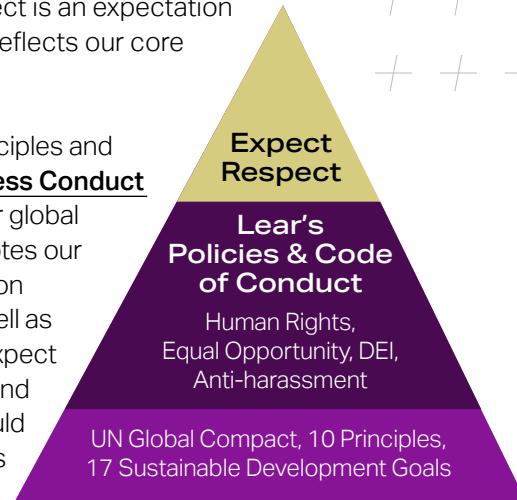 ect is an expectation
eflects our core
ciples and
ess Conduct
r global
otes our
on
ell as
xpect
nd
uld
s
Expect
Respect
Lear's
Policies & Code
of Conduct
Human Rights,
Equal Opportunity, DEI,
Anti-harassment
UN Global Compact, 10 Principles,
17 Sustainable Development Goals